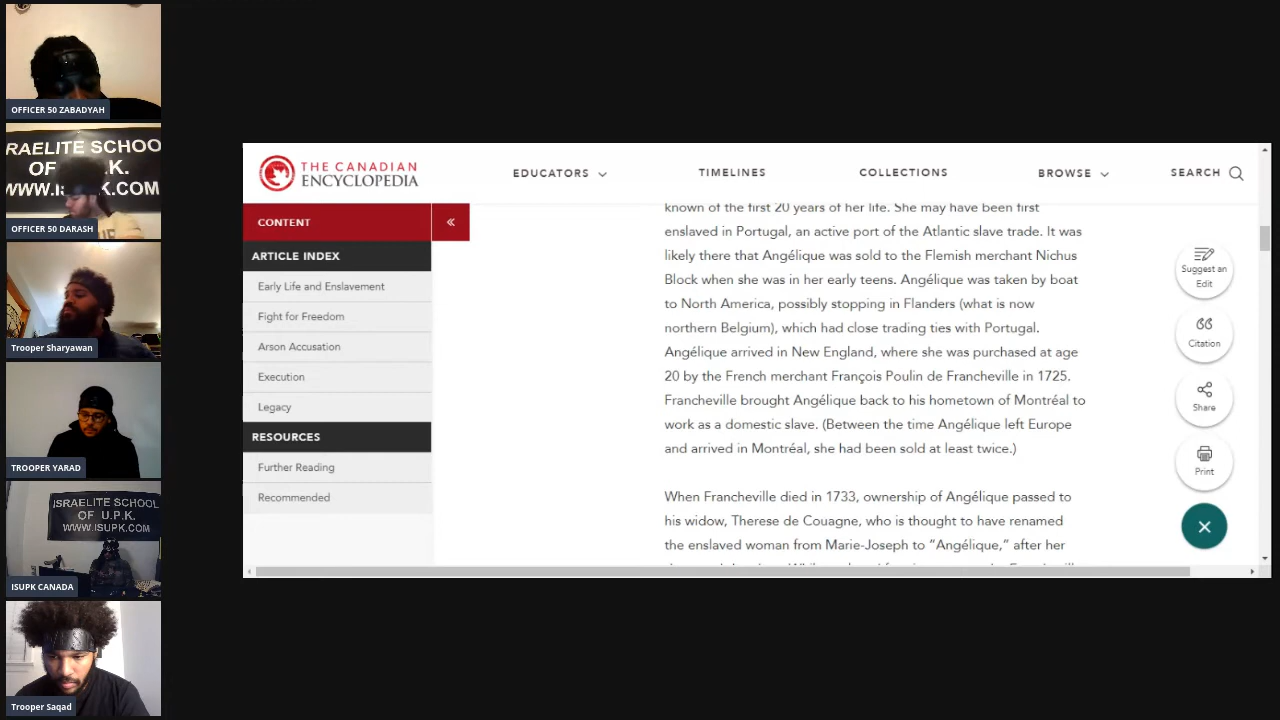 OFFICER 50 ZABADYAH
RAELITE SCHOO
OF U.P.K.
WWW.ISUPK.COM
OFFICER 50 DARASH
Trooper Sharyawan
TROOPER YARAD
ISRAELITE SCHOOL
OF U.P.K.
WWW.ISUPK.COM
ISUPK CANADA
Trooper Saqad
THE CANADIAN
ENCYCLOPEDIA
EDUCATORS
TIMELINES
COLLECTIONS
BROWSE
SEARCH
CONTENT
«
ARTICLE INDEX
Early Life and Enslavement
Fight for Freedom
Arson Accusation
Execution
Legacy
RESOURCES
Further Reading
Recommended
known of the first 20 years of her life. She may have been first
enslaved in Portugal, an active port of the Atlantic slave trade. It was
likely there that Angélique was sold to the Flemish merchant Nichus
Block when she was in her early teens. Angélique was taken by boat
to North America, possibly stopping in Flanders (what is now
northern Belgium), which had close trading ties with Portugal.
Angélique arrived in New England, where she was purchased at age
20 by the French merchant François Poulin de Francheville in 1725.
Francheville brought Angélique back to his hometown of Montréal to
work as a domestic slave. (Between the time Angélique left Europe
and arrived in Montréal, she had been sold at least twice.)
When Francheville died in 1733, ownership of Angélique passed to
his widow, Therese de Couagne, who is thought to have renamed
the enslaved woman from Marie-Joseph to “Angélique,” after her
Suggest an
Edit
Citation
Share
Print